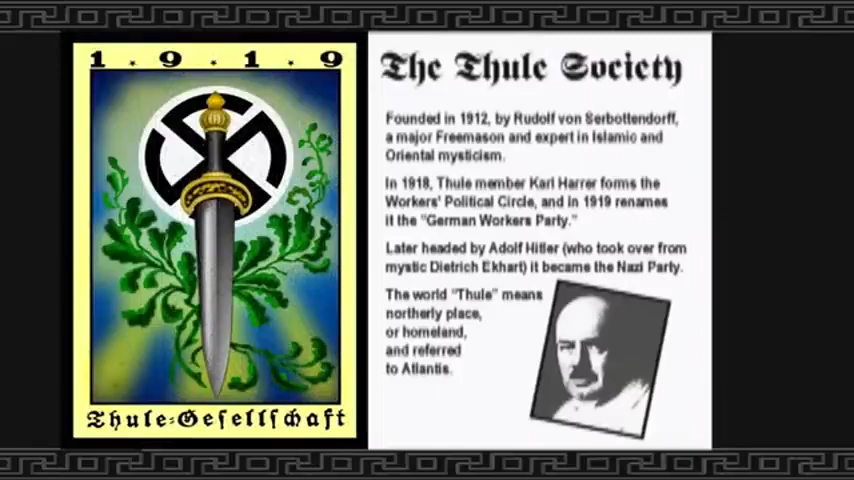 1 . 9 . 1 . 9
Thule-Gesellschaft
The Thule Society
Founded in 1912, by Rudolf von Serbottendorff,
a major Freemason and expert in Islamic and
Oriental mysticism.
In 1918, Thule member Karl Harrer forms the
Workers' Political Circle, and in 1919 renames
it the "German Workers Party."
Later headed by Adolf Hitler (who took over from
mystic Dietrich Ekhart) it became the Nazi Party.
The world "Thule" means
northerly place,
or homeland,
and referred
to Atlantis.